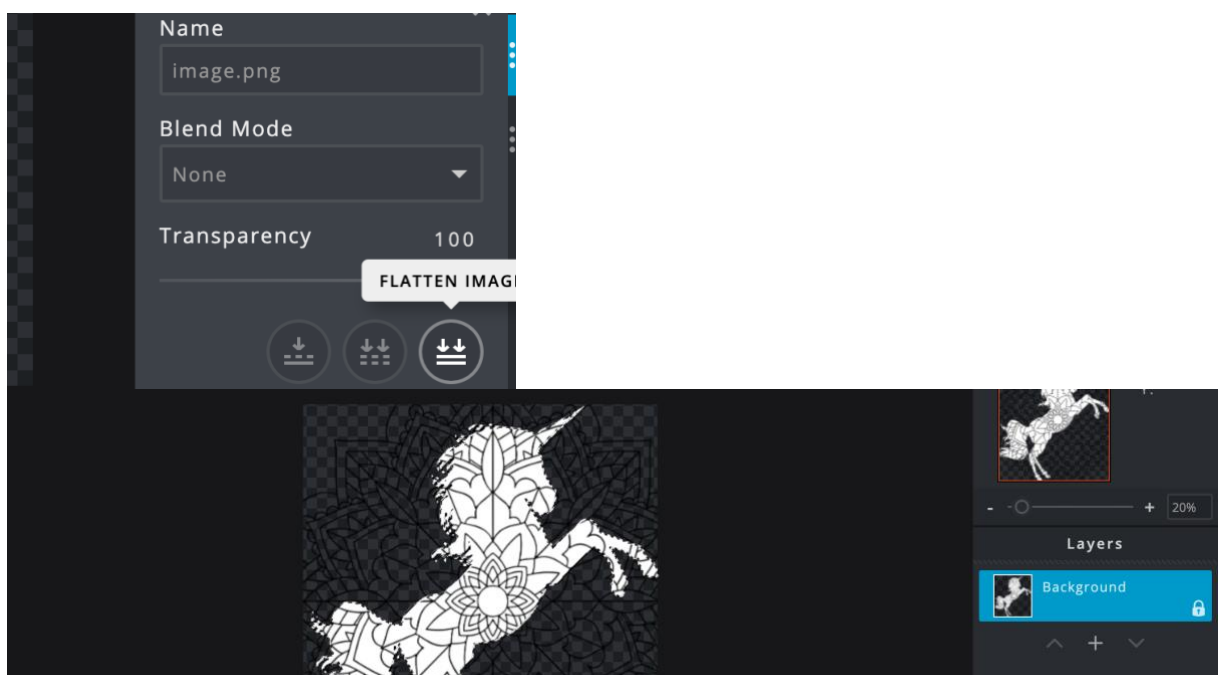 Name
image.png
Blend Mode
None
Transparency 100
FLATTEN IMAG
- + 20%
Layers
Background
+